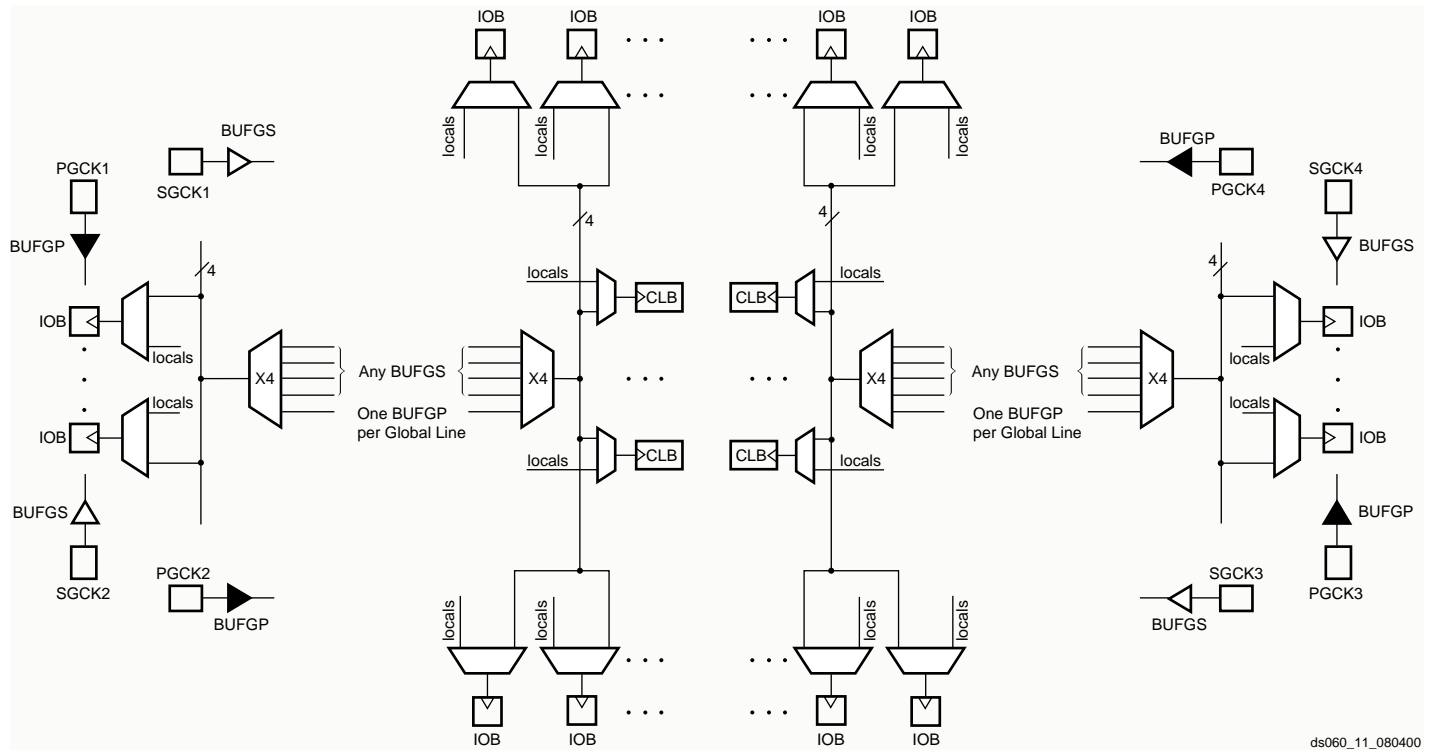 IOB IOB IOB IOB
locals locals locals locals
BUFGS
PGCK1
SGCK1
BUFGP
PGCK4
SGCK4
4 4
BUFGP
BUFGS
4 4
locals CLB CLB locals
IOB IOB
locals locals
X4 Any BUFGS X4 X4 Any BUFGS X4
One BUFGP
per Global Line
One BUFGP
per Global Line
locals locals
IOB IOB
locals CLB CLB locals
BUFGS BUFGP
SGCK2
PGCK2
BUFGP
SGCK3
BUFGS
PGCK3
locals locals locals locals
IOB IOB IOB IOB
ds060_11_080400